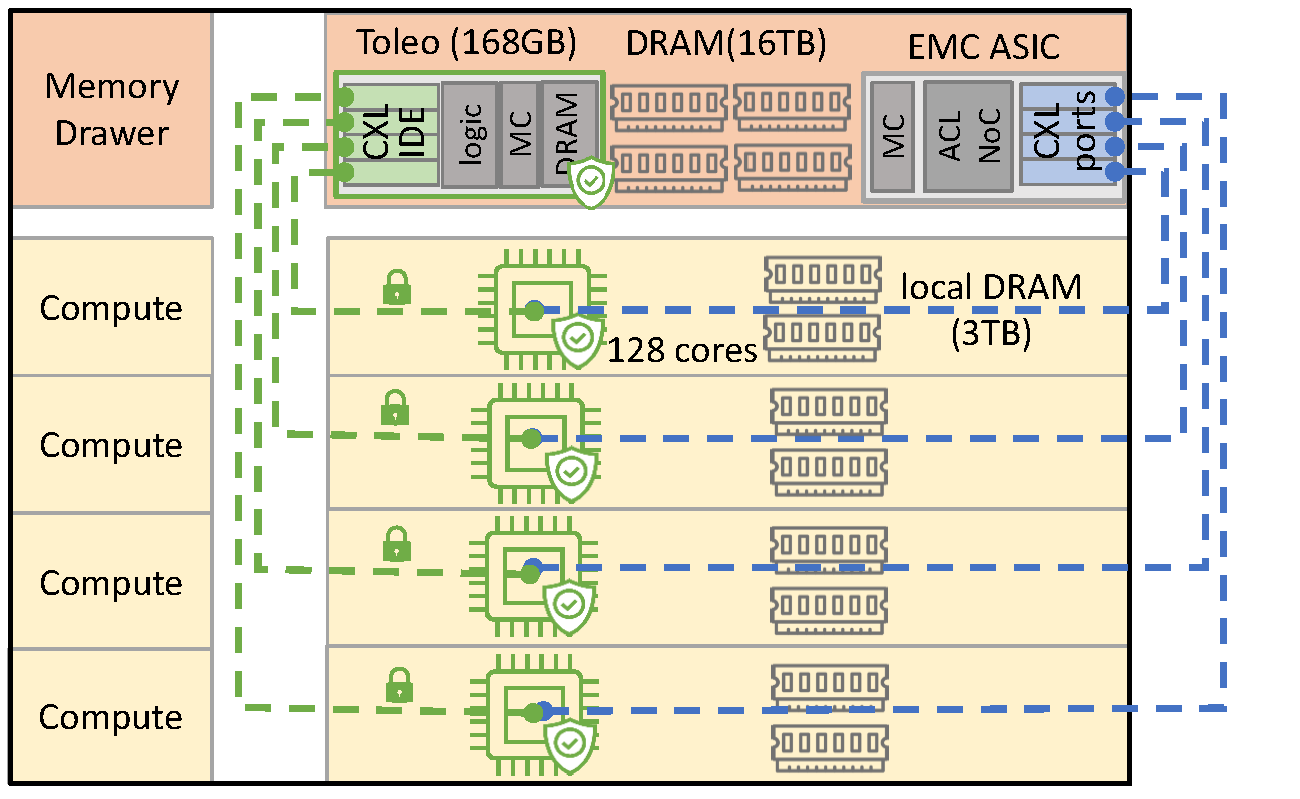 Memory
Drawer
Toleo (168GB)
DRAM(16TB)
EMC ASIC
CXL
IDE
logic
MC
DRAM
MC
ACL
NoC
CXL
ports
Compute
128 cores
local DRAM
(3TB)
Compute
Compute
Compute